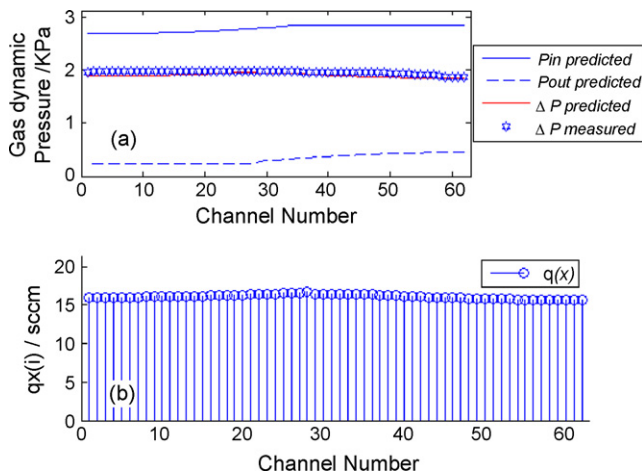 3
2
1
0
Gas dynamic
Pressure /KPa
(a)
0 10 20 30 40 50 60
Channel Number
Pin predicted
Pout predicted
Δ P predicted
Δ P measured
20
15
10
5
0
qx(i) / sccm
q(x)
(b)
0 10 20 30 40 50 60
Channel Number